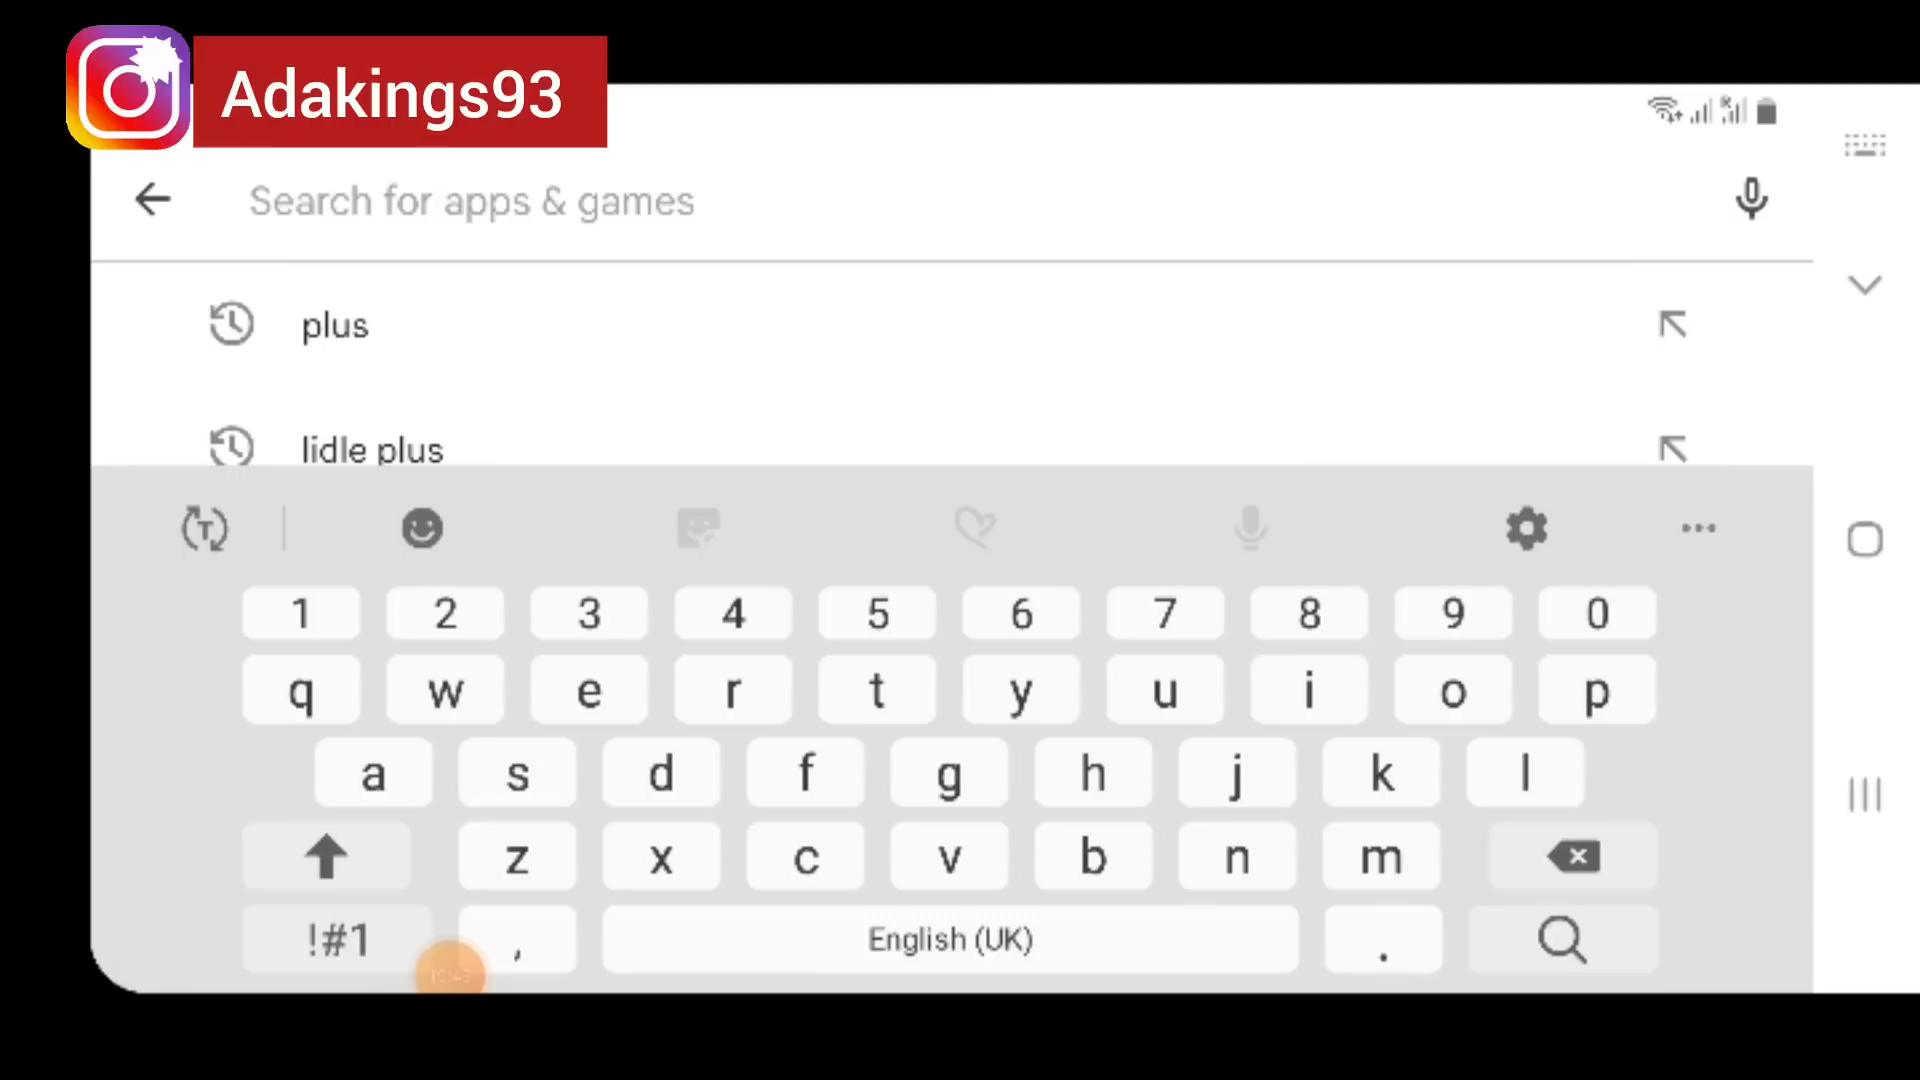 Adakings93
Search for apps & games
plus
lidle plus
1 2 3 4 5 6 7 8 9 0
q w e r t y u i o p
a s d f g h j k l
z x c v b n m
!#1 , English (UK) .